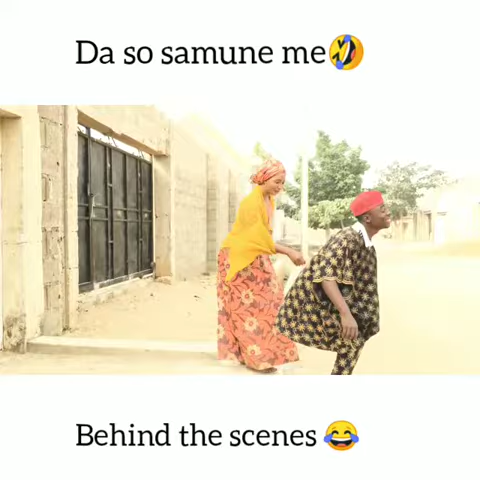 Da so samune me🤣
Behind the scenes 😂